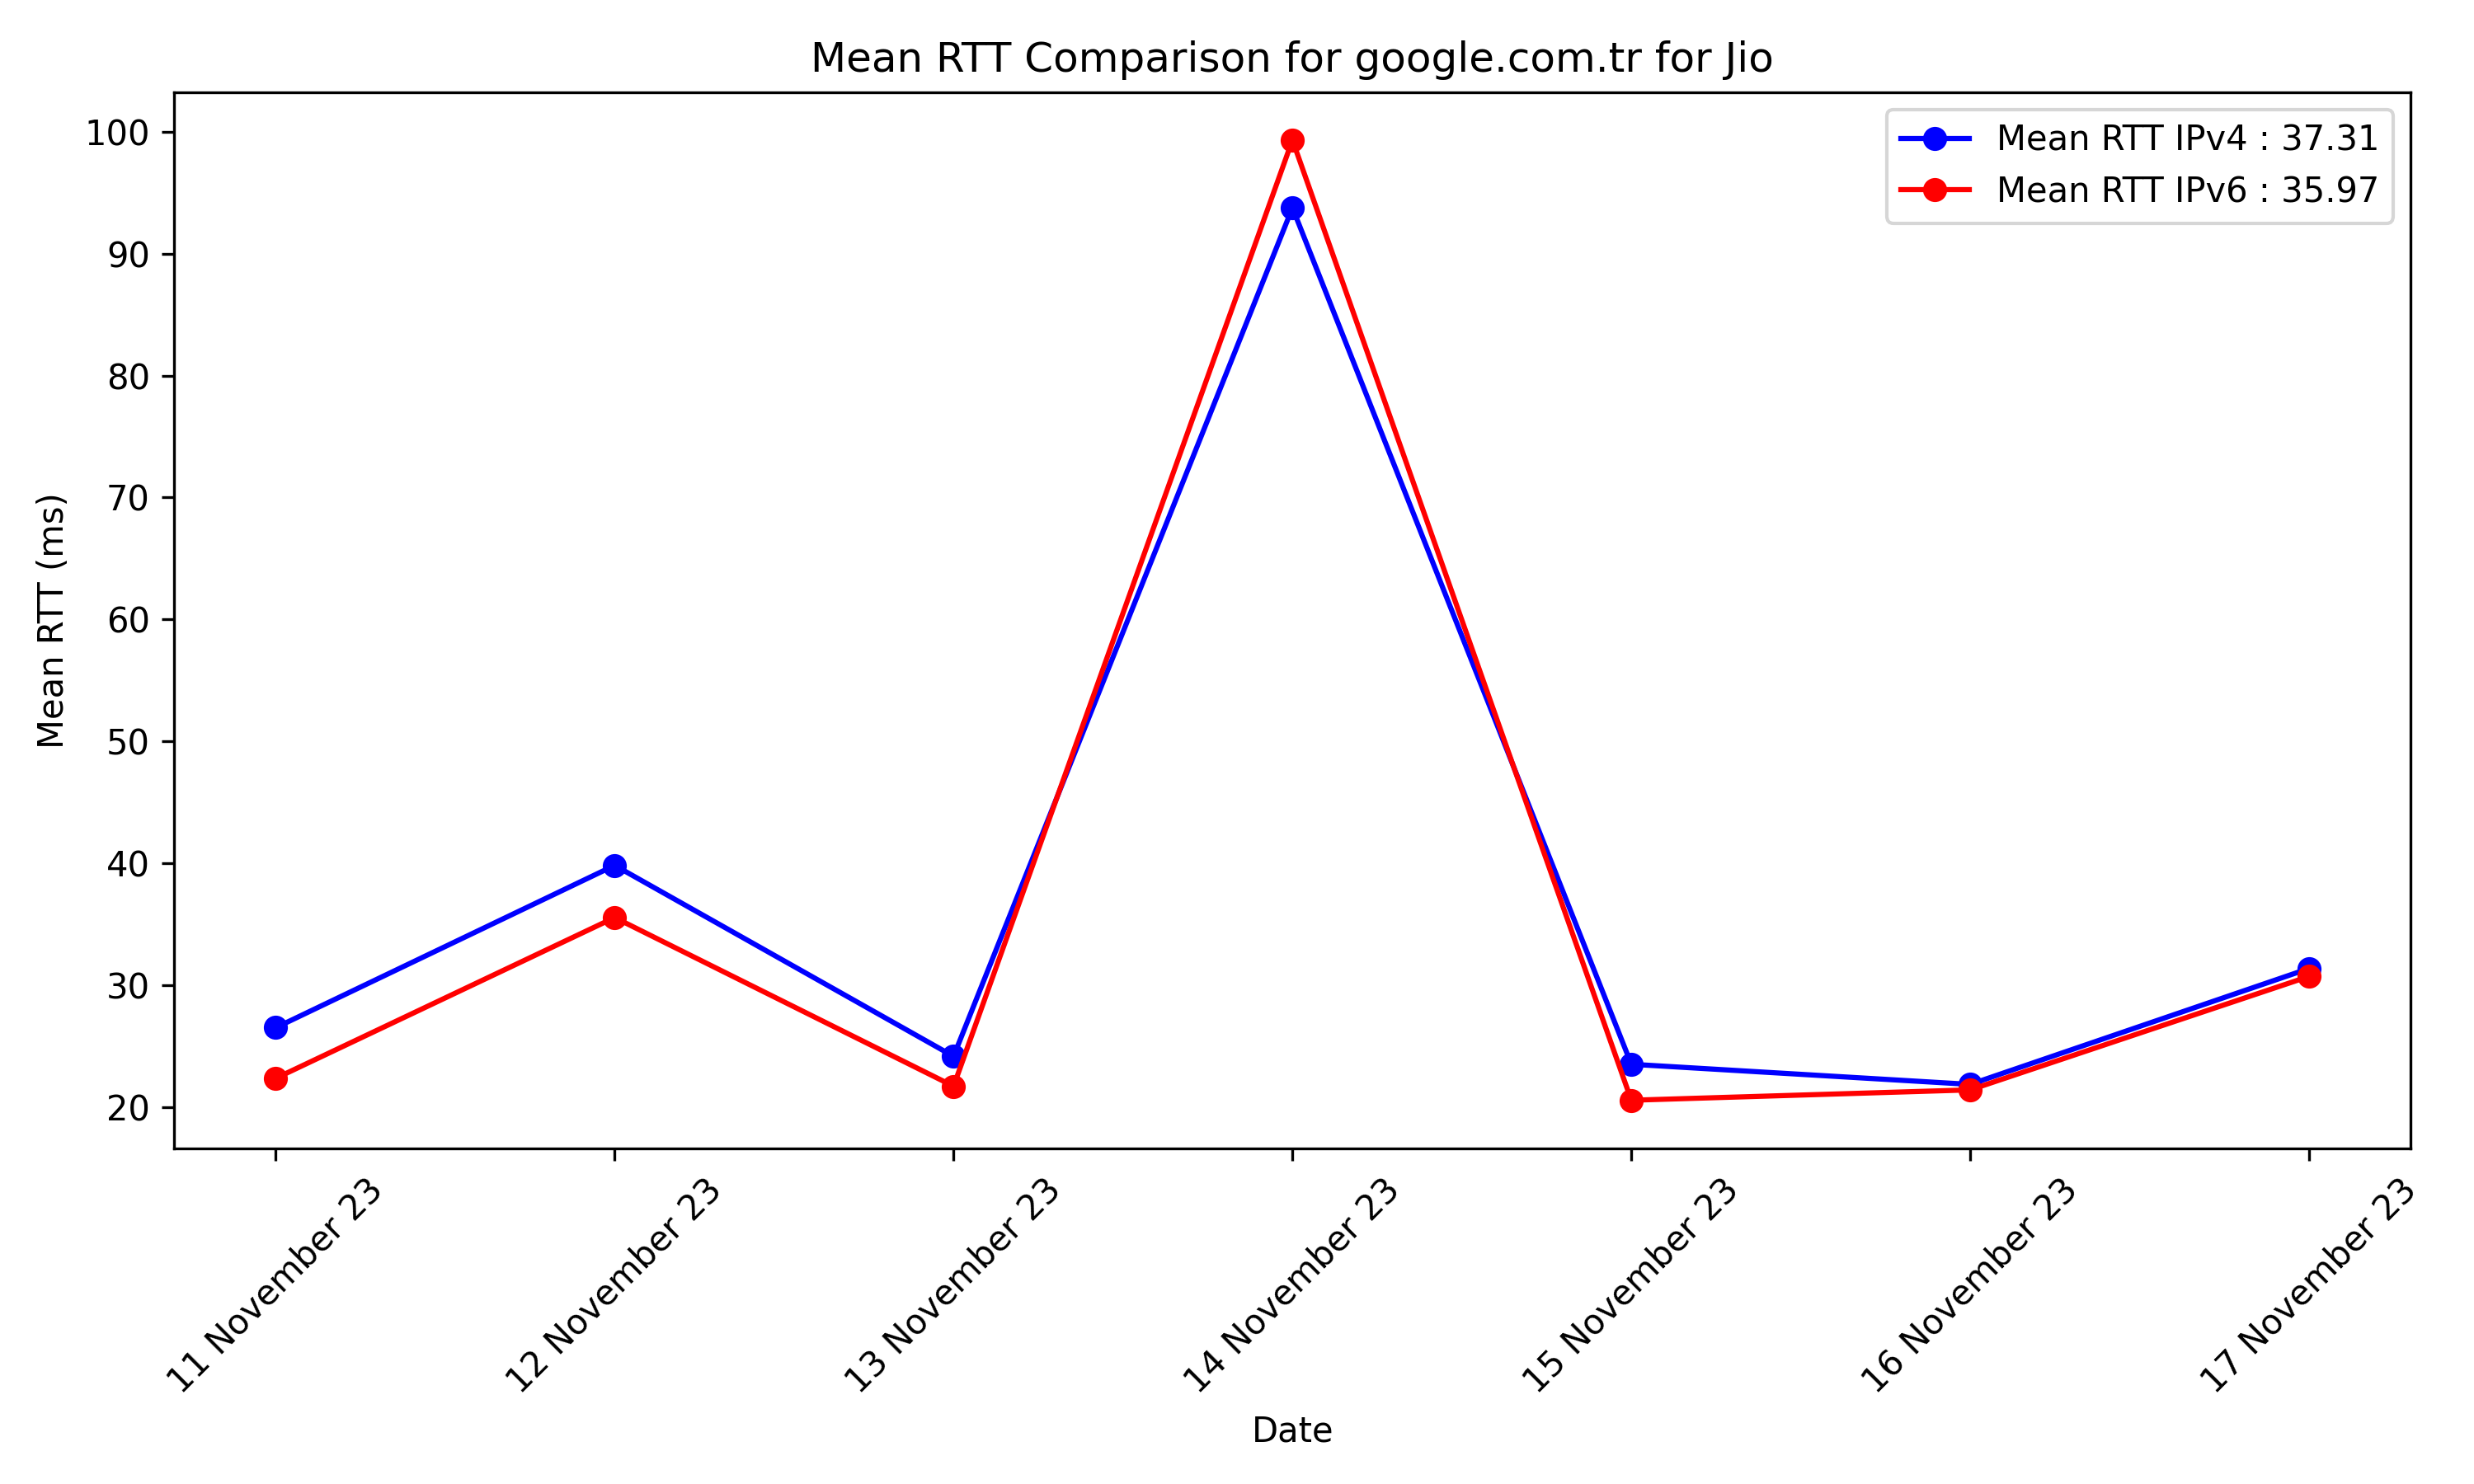 Mean RTT Comparison for google.com.tr for Jio
Mean RTT IPv4 : 37.31
Mean RTT IPv6 : 35.97
Mean RTT (ms)
100
90
80
70
60
50
40
30
20
11 November 23
12 November 23
13 November 23
14 November 23
15 November 23
16 November 23
17 November 23
Date